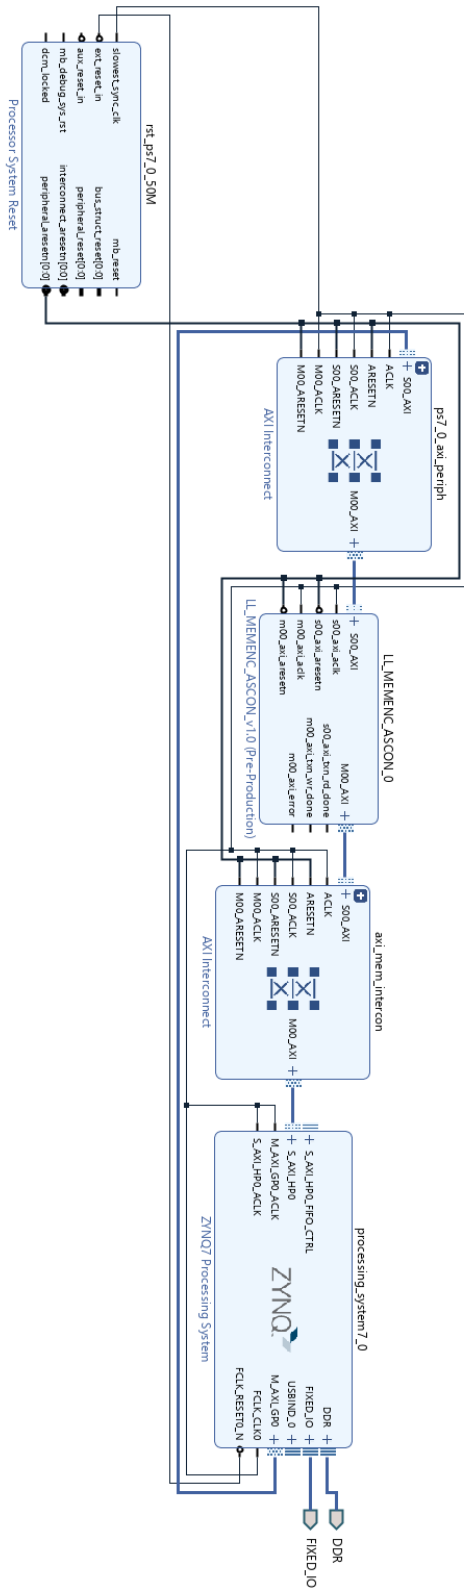 rst_ps7_0_50M
slowest_sync_clk
ext_reset_in
aux_reset_in
mb_debug_sys_rst
dcm_locked
mb_reset
bus_struct_reset[0:0]
peripheral_reset[0:0]
interconnect_aresetn[0:0]
peripheral_aresetn[0:0]
Processor System Reset
ps7_0_axi_periph
S00_AXI
ACLK
ARESETN
S00_ACLK
S00_ARESETN
M00_ACLK
M00_ARESETN
M00_AXI
AXI Interconnect
LL_MEMENC_ASCON_0
S00_AXI
s00_axi_aclk
s00_axi_aresetn
m00_axi_aclk
m00_axi_aresetn
M00_AXI
s00_axi_txn_rd_done
m00_axi_txn_wr_done
m00_axi_error
LL_MEMENC_ASCON_v1.0 (Pre-Production)
axi_mem_intercon
S00_AXI
ACLK
ARESETN
S00_ACLK
S00_ARESETN
M00_ACLK
M00_ARESETN
M00_AXI
AXI Interconnect
processing_system7_0
S_AXI_HP0_FIFO_CTRL
S_AXI_HP0
M_AXI_GP0_ACLK
S_AXI_HP0_ACLK
ZYNQ
DDR
FIXED_IO
USBIND_0
M_AXI_GP0
FCLK_CLK0
FCLK_RESET0_N
ZYNQ7 Processing System
DDR
FIXED_IO